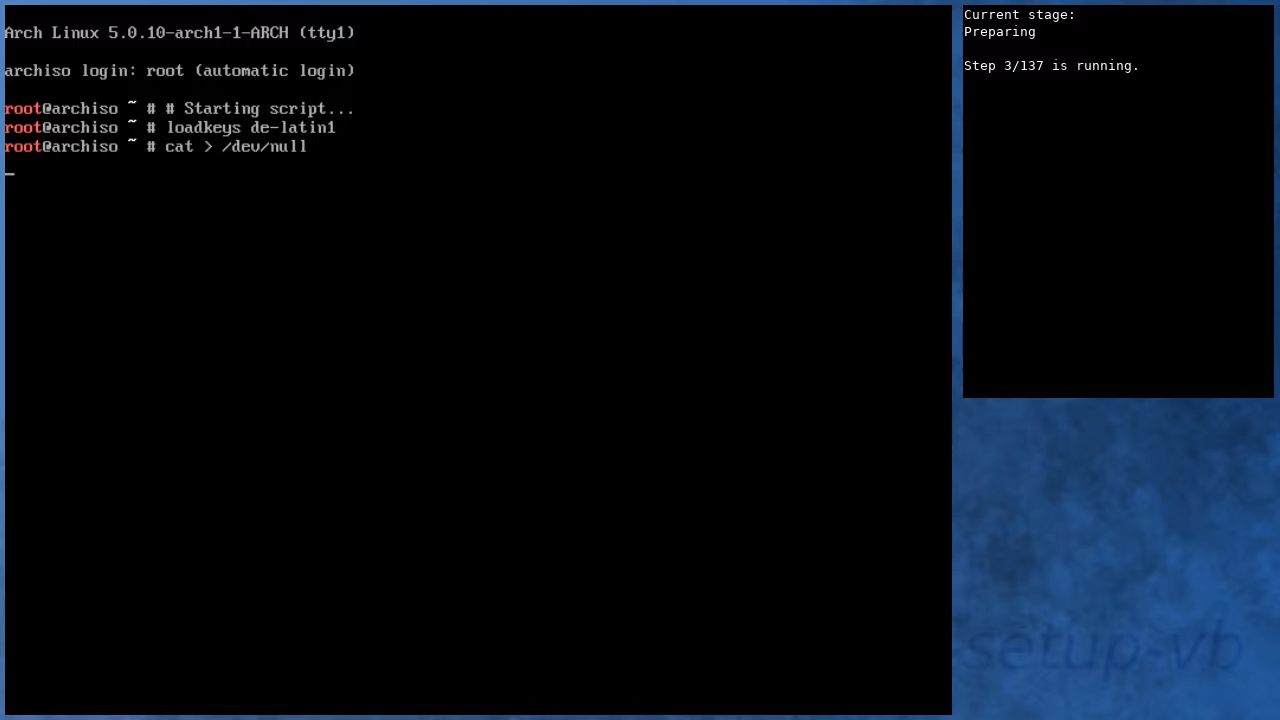 Arch Linux 5.0.10-arch1-1-ARCH (tty1)
archiso login: root (automatic login)
root@archiso ~ # # Starting script...
root@archiso ~ # loadkeys de-latin1
root@archiso ~ # cat > /dev/null
Current stage:
Preparing
Step 3/137 is running.
setup-vb